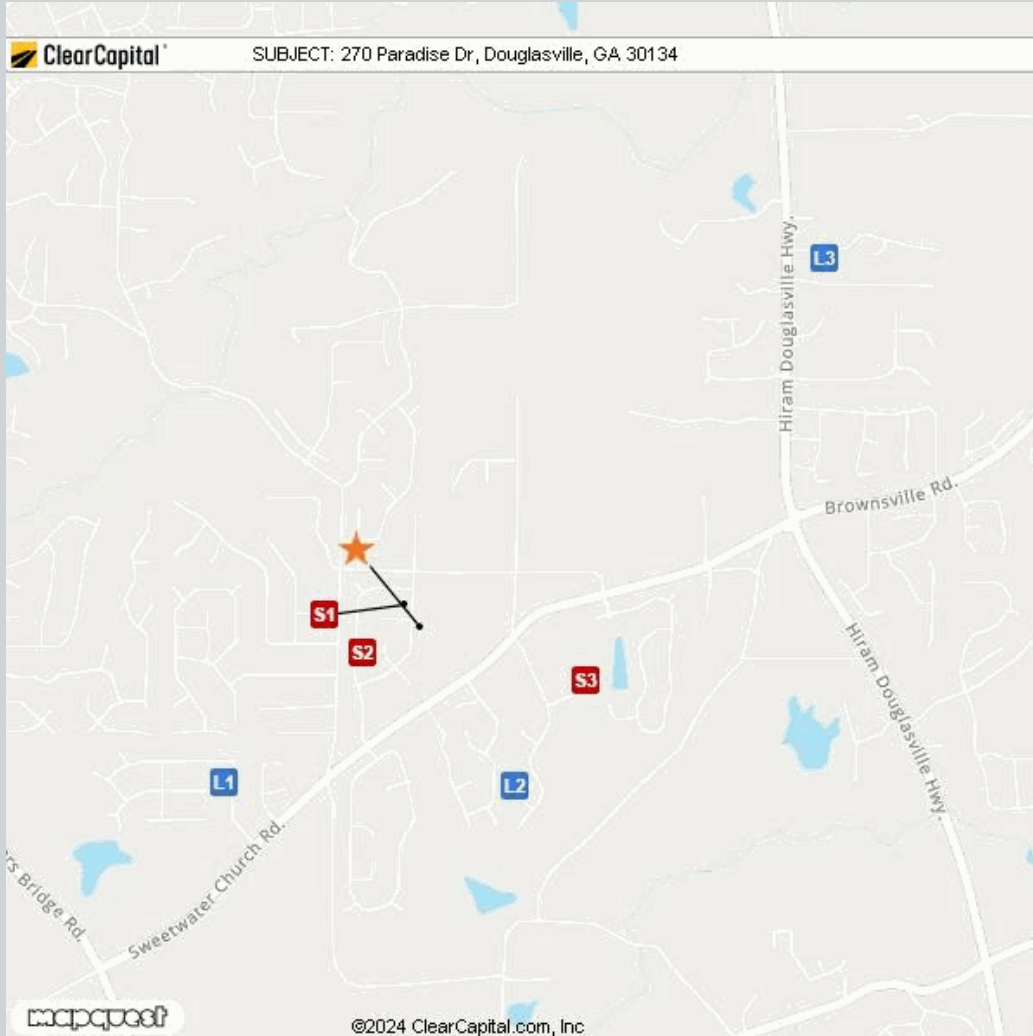 ClearCapital
SUBJECT: 270 Paradise Dr, Douglasville, GA 30134
L3
Hiram Douglasville Hwy.
Brownsville Rd.
S1
S2
S3
Hiram Douglasville Hwy.
L1
L2
Sweetwater Church Rd.
Bridge Rd.
mapquest
©2024 ClearCapital.com, Inc